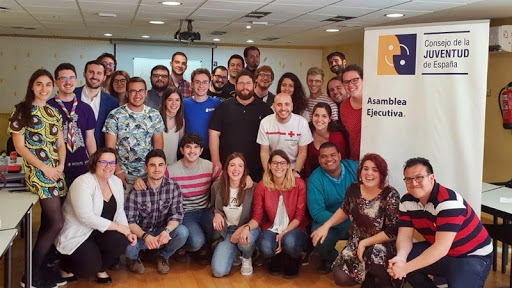 Consejo de la
JUVENTUD
de España
Asamblea
Ejecutiva.